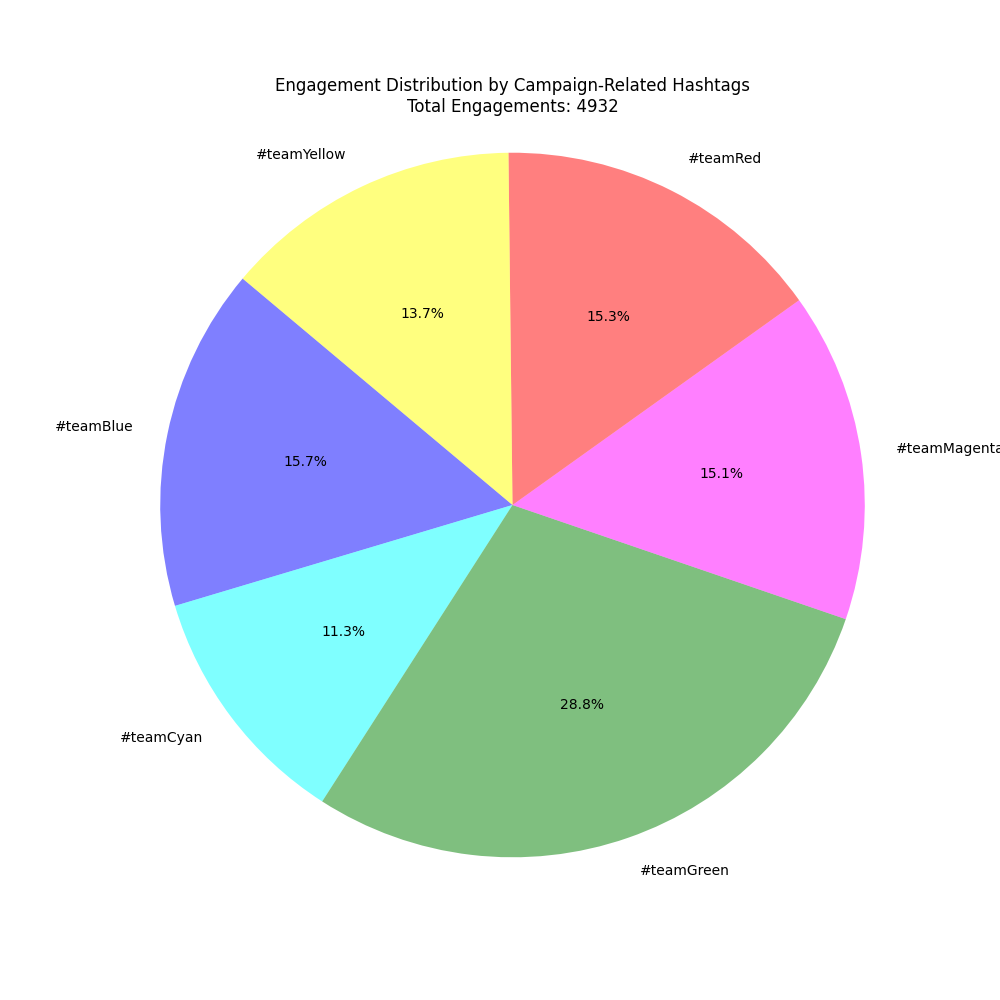 Engagement Distribution by Campaign-Related Hashtags
Total Engagements: 4932
#teamYellow
#teamRed
13.7%
15.3%
#teamBlue
#teamMagenta
15.7%
15.1%
11.3%
28.8%
#teamCyan
#teamGreen